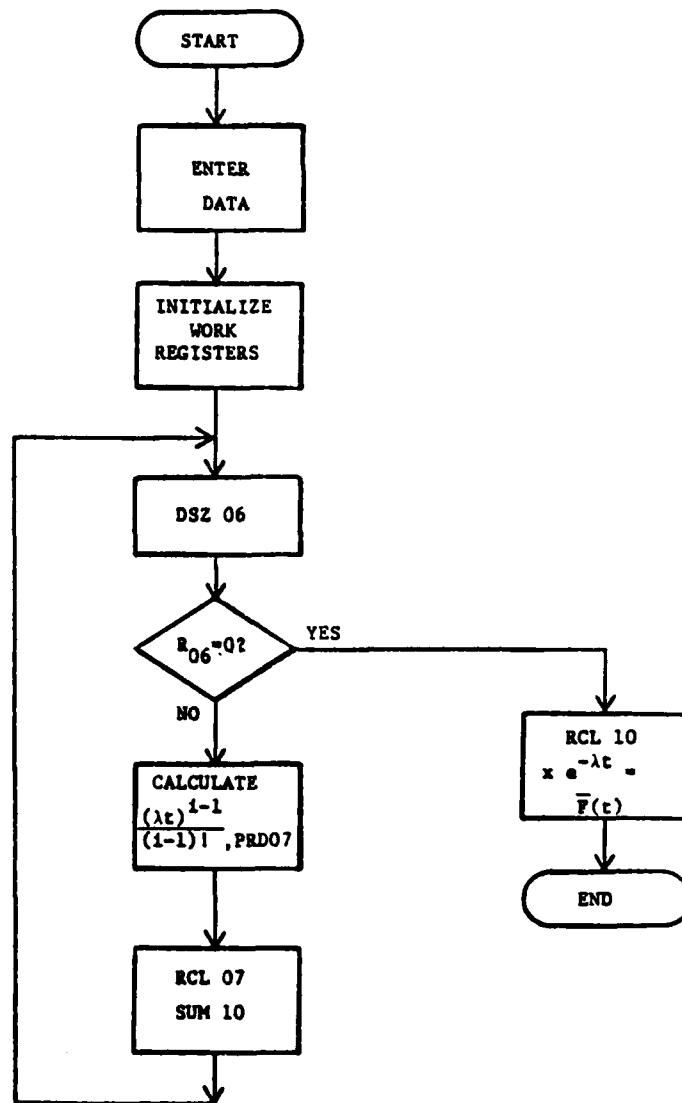 START
ENTER
DATA
INITIALIZE
WORK
REGISTERS
DSZ 06
R06=0?
YES
NO
CALCULATE
(λt)^i-1
(i-1)! ,PRD07
RCL 07
SUM 10
RCL 10
x e^-λt =
F̅(t)
END